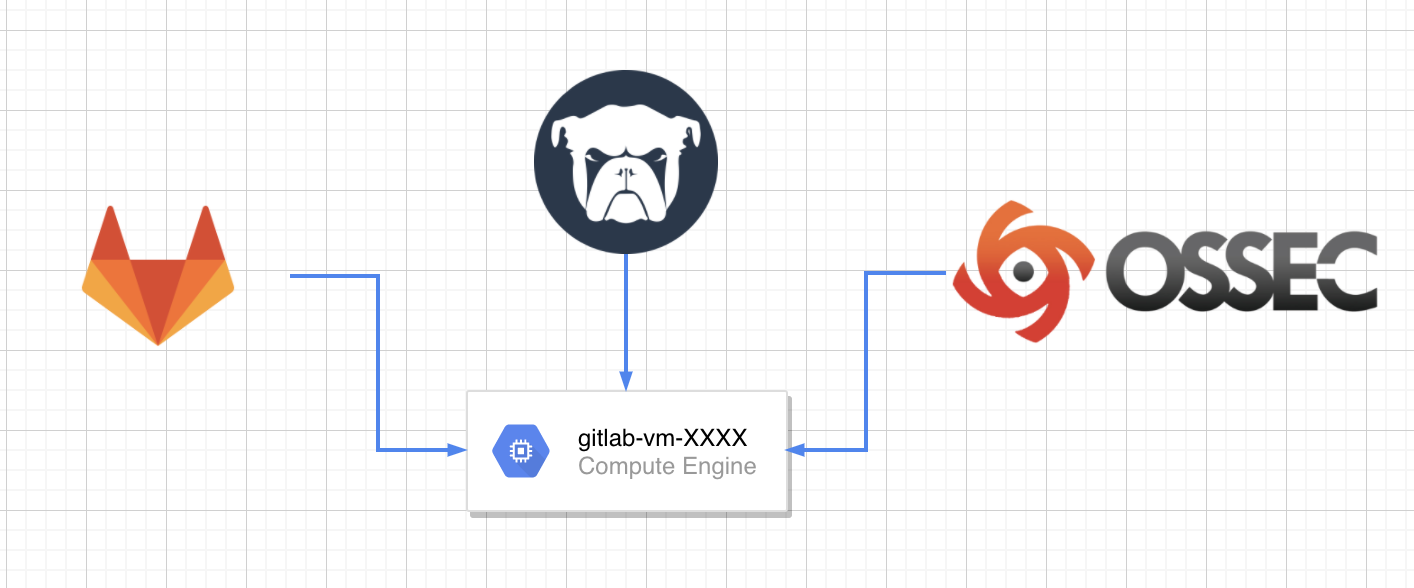 OSSEC
gitlab-vm-XXXX
Compute Engine